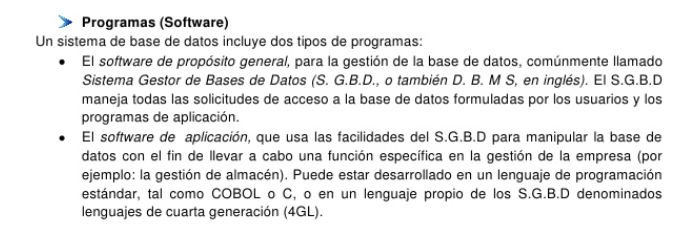 Programas (Software)
Un sistema de base de datos incluye dos tipos de programas:
• El software de propósito general, para la gestión de la base de datos, comúnmente llamado
Sistema Gestor de Bases de Datos (S. G.B.D., o también D. B. M S, en inglés). El S.G.B.D
maneja todas las solicitudes de acceso a la base de datos formuladas por los usuarios y los
programas de aplicación.
• El software de aplicación, que usa las facilidades del S.G.B.D para manipular la base de
datos con el fin de llevar a cabo una función específica en la gestión de la empresa (por
ejemplo: la gestión de almacén). Puede estar desarrollado en un lenguaje de programación
estándar, tal como COBOL o C, o en un lenguaje propio de los S.G.B.D denominados
lenguajes de cuarta generación (4GL).